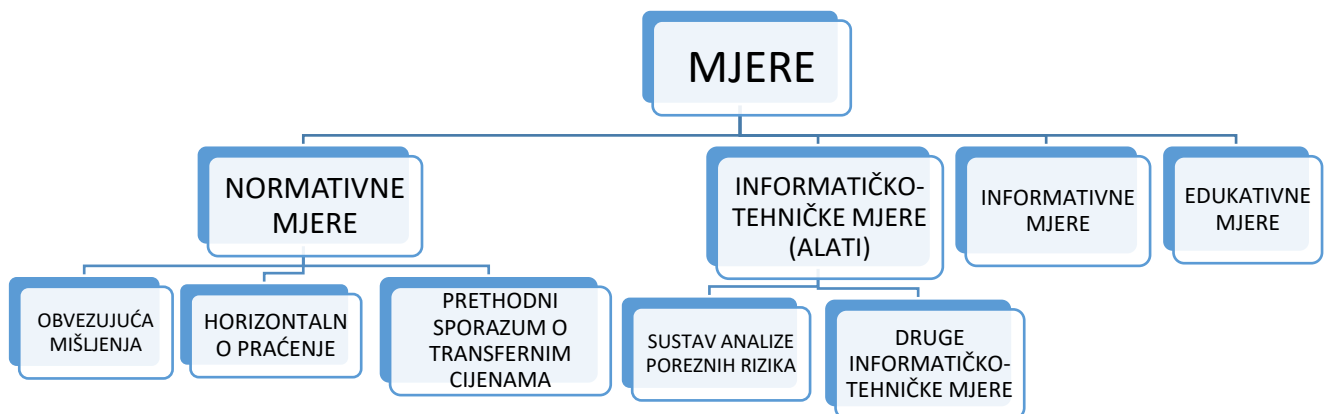 MJERE
NORMATIVNE
MJERE
INFORMATIČKO-
TEHNIČKE MJERE
(ALATI)
INFORMATIVNE
MJERE
EDUKATIVNE
MJERE
OBVEZUJUĆA
MIŠLJENJA
HORIZONTALN
O PRAĆENJE
PRETHODNI
SPORAZUM O
TRANSFERNIM
CIJENAMA
SUSTAV ANALIZE
POREZNIH RIZIKA
DRUGE
INFORMATIČKO-
TEHNIČKE MJERE